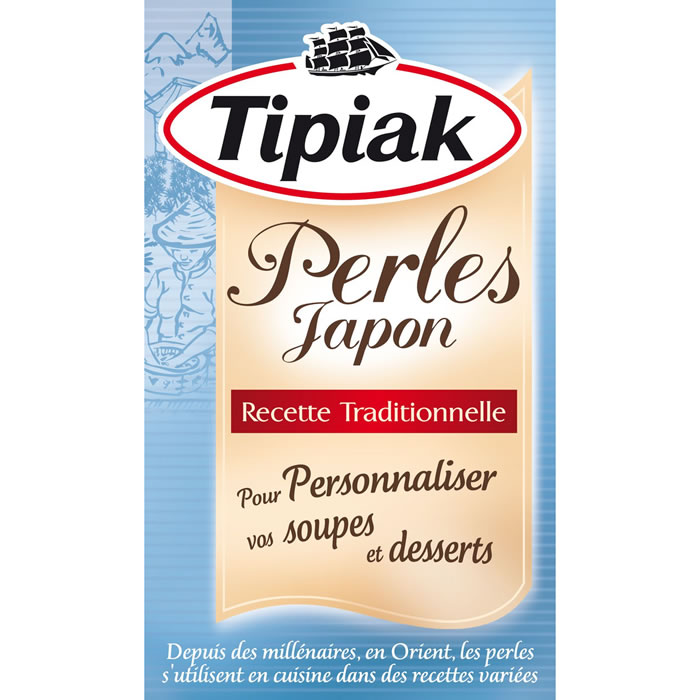 Tipiak
Perles
Japon
Recette Traditionnelle
Pour Personnaliser
vos soupes
et desserts
Depuis des millénaires, en Orient, les perles
s'utilisent en cuisine dans des recettes variées